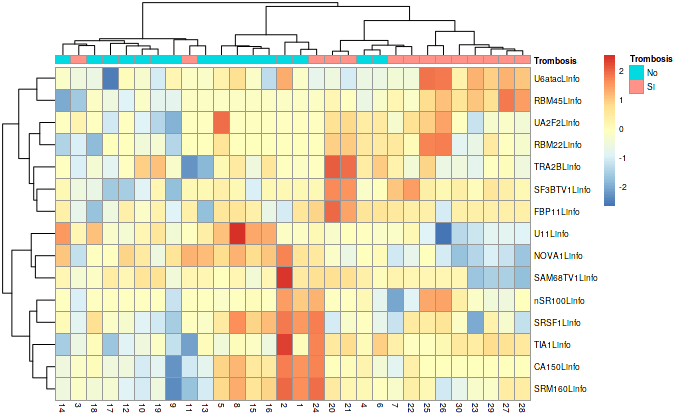 Trombosis
U6atacLinfo
RBM45Linfo
UA2F2Linfo
RBM22Linfo
TRA2BLinfo
SF3BTV1Linfo
FBP11Linfo
U11Linfo
NOVA1Linfo
SAM68TV1Linfo
nSR100Linfo
SRSF1Linfo
TIA1Linfo
CA150Linfo
SRM160Linfo
14 3 18 17 12 10 19 9 11 13 5 8 15 16 2 1 24 20 21 4 6 7 22 25 26 30 23 29 27 28
2
1
0
-1
-2
Trombosis
No
Si